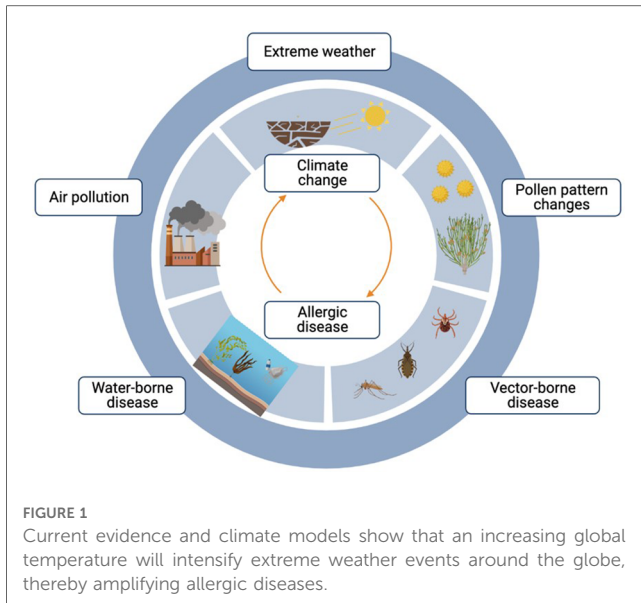 Extreme weather
Climate
change
Air pollution
Pollen pattern
changes
Allergic
disease
Water-borne
disease
Vector-borne
disease
FIGURE 1
Current evidence and climate models show that an increasing global
temperature will intensify extreme weather events around the globe,
thereby amplifying allergic diseases.